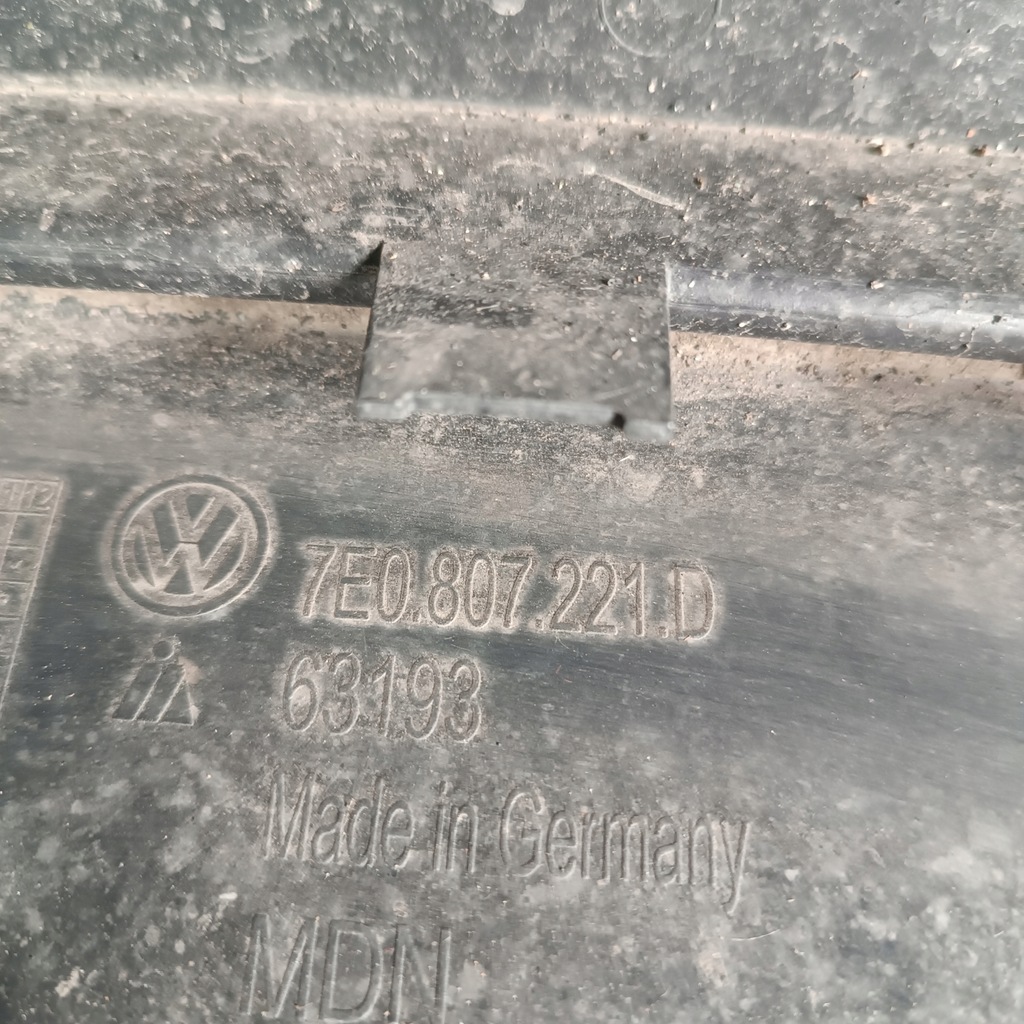 7E0.807.221.D
63193
Made in Germany
MDN